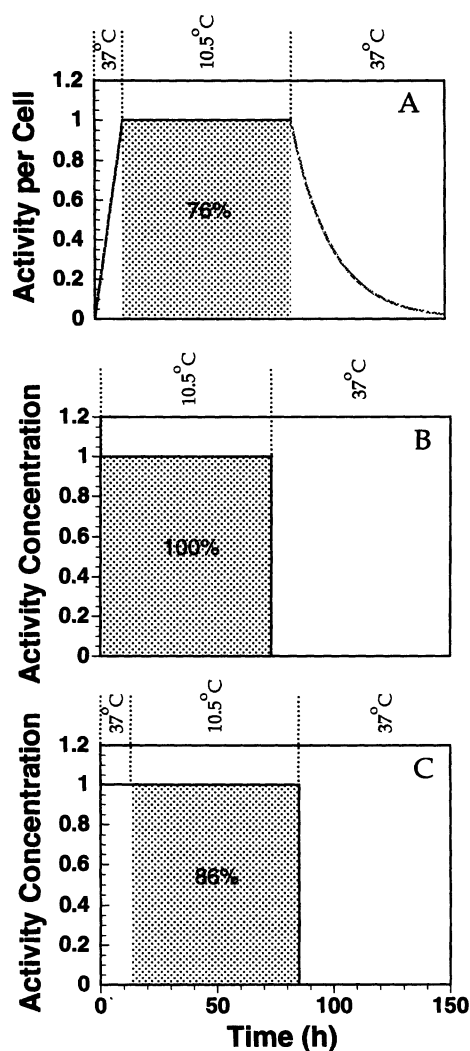 37°C 10.5°C 37°C
A
Activity per Cell
1.2
1
0.8
0.6
0.4
0.2
0
76%
10.5°C 37°C
B
Activity Concentration
1.2
1
0.8
0.6
0.4
0.2
0
100%
37°C 10.5°C 37°C
C
Activity Concentration
1.2
1
0.8
0.6
0.4
0.2
0
86%
0 50 100 150
Time (h)